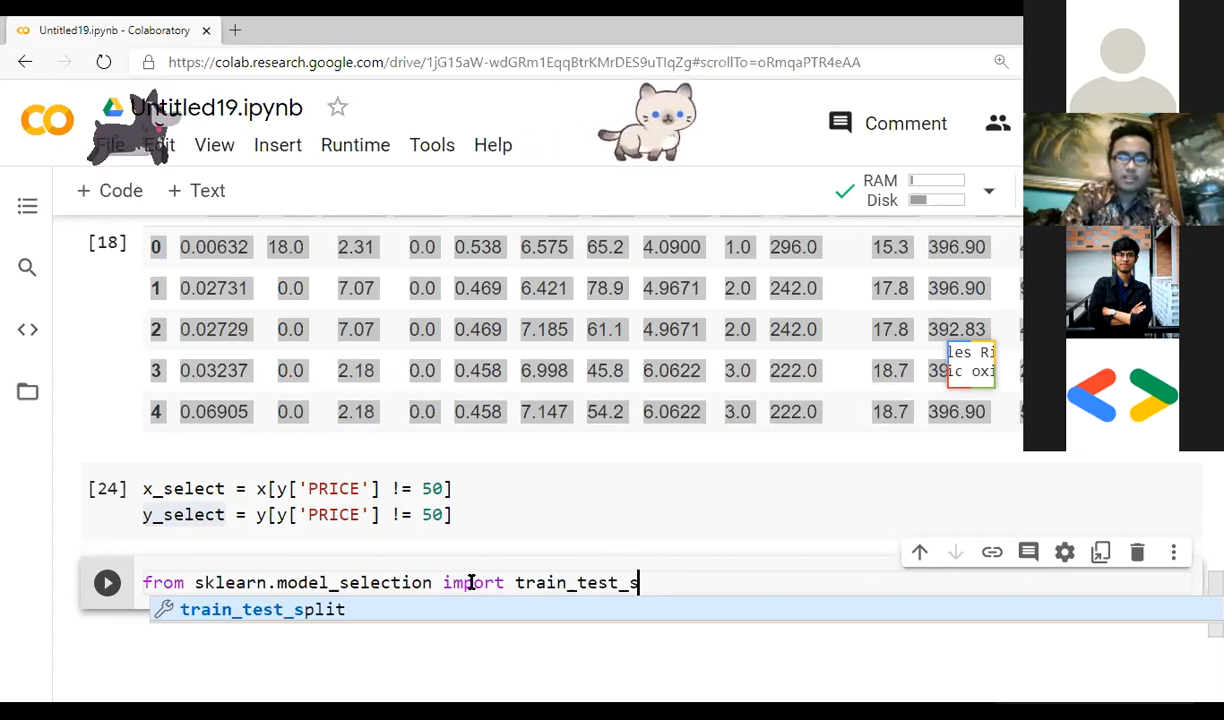 Untitled19.ipynb - Colaboratory
https://colab.research.google.com/drive/1jG15aW-wdGRm1EqqBtrKMrDES9uTlqZg#scrollTo=oRmqaPTR4eAA
Untitled19.ipynb
File Edit View Insert Runtime Tools Help
Comment
+ Code + Text
RAM
Disk
[18] 0 0.00632 18.0 2.31 0.0 0.538 6.575 65.2 4.0900 1.0 296.0 15.3 396.90
1 0.02731 0.0 7.07 0.0 0.469 6.421 78.9 4.9671 2.0 242.0 17.8 396.90
2 0.02729 0.0 7.07 0.0 0.469 7.185 61.1 4.9671 2.0 242.0 17.8 392.83
3 0.03237 0.0 2.18 0.0 0.458 6.998 45.8 6.0622 3.0 222.0 18.7
4 0.06905 0.0 2.18 0.0 0.458 7.147 54.2 6.0622 3.0 222.0 18.7 396.90
[24] x_select = x[y['PRICE'] != 50]
y_select = y[y['PRICE'] != 50]
from sklearn.model_selection import train_test_s
train_test_split